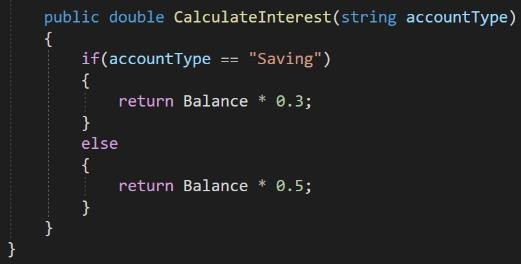 public double CalculateInterest(string accountType)
{
if(accountType == "Saving")
{
return Balance * 0.3;
}
else
{
return Balance * 0.5;
}
}
}